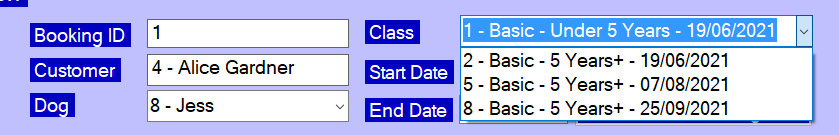 Booking ID 1
Class 1 - Basic - Under 5 Years - 19/06/2021
Customer 4 - Alice Gardner
2 - Basic - 5 Years+ - 19/06/2021
Start Date
5 - Basic - 5 Years+ - 07/08/2021
Dog 8 - Jess
End Date
8 - Basic - 5 Years+ - 25/09/2021